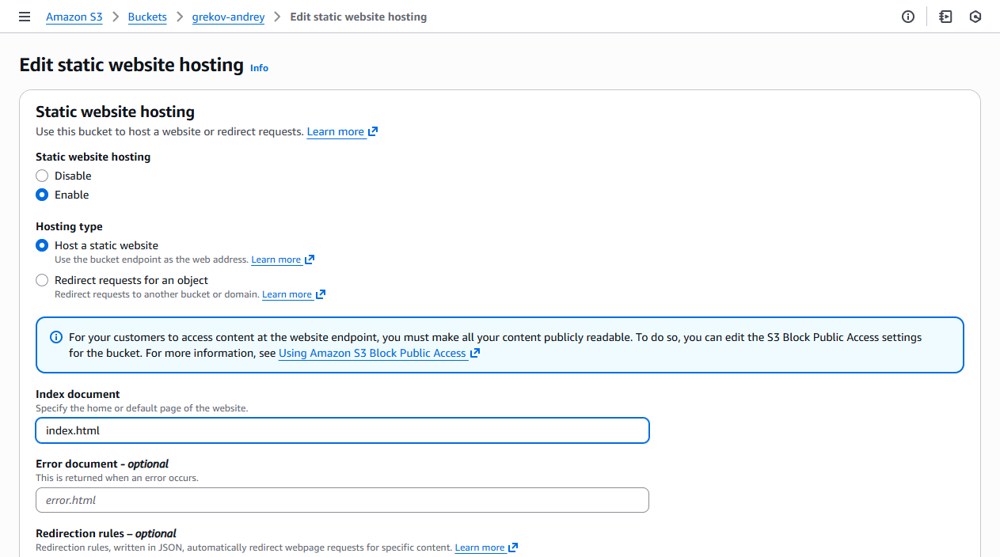 Amazon S3 > Buckets > grekov-andrey > Edit static website hosting
Edit static website hosting Info
Static website hosting
Use this bucket to host a website or redirect requests. Learn more
Static website hosting
Disable
Enable
Hosting type
Host a static website
Use the bucket endpoint as the web address. Learn more
Redirect requests for an object
Redirect requests to another bucket or domain. Learn more
For your customers to access content at the website endpoint, you must make all your content publicly readable. To do so, you can edit the S3 Block Public Access settings
for the bucket. For more information, see Using Amazon S3 Block Public Access
Index document
Specify the home or default page of the website.
index.html
Error document - optional
This is returned when an error occurs.
error.html
Redirection rules – optional
Redirection rules, written in JSON, automatically redirect webpage requests for specific content. Learn more